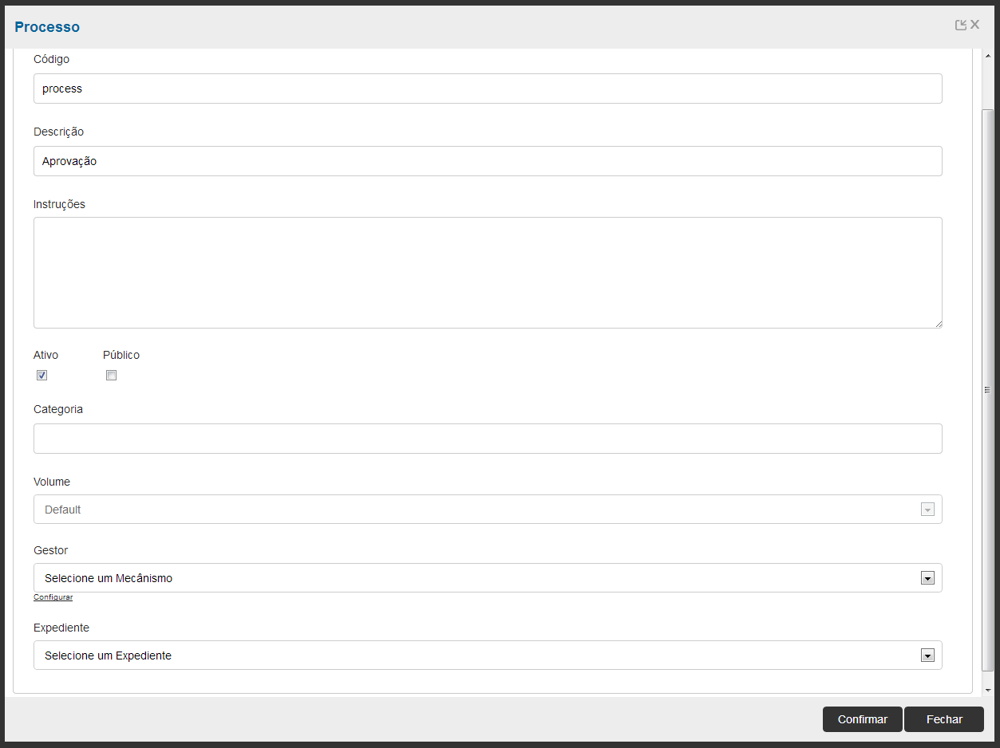 Processo
Código
process
Descrição
Aprovação
Instruções
Ativo Público
Categoria
Volume
Default
Gestor
Selecione um Mecânismo
Configurar
Expediente
Selecione um Expediente
Confirmar Fechar